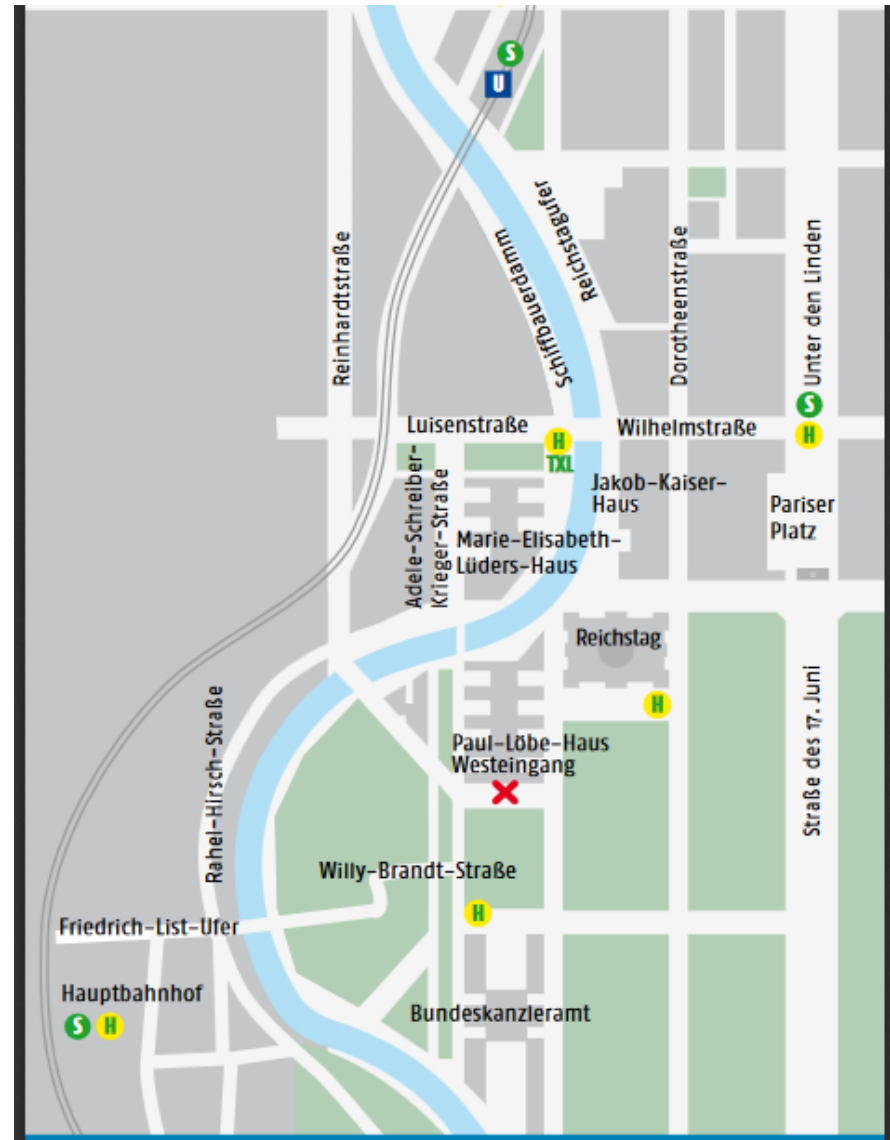 S
U
Reichstagufer
Schiffbauerdamm
Reinhardtstraße
Dorotheenstraße
Unter den Linden
S
Luisenstraße
H
TXL
Wilhelmstraße
H
Adele-Schreiber-
Krieger-Straße
Jakob-Kaiser-
Haus
Pariser
Platz
Marie-Elisabeth-
Lüders-Haus
Reichstag
H
Rahel-Hirsch-Straße
Straße des 17. Juni
Paul-Löbe-Haus
Westeingang
Willy-Brandt-Straße
H
Friedrich-List-Ufer
Hauptbahnhof
S H
Bundeskanzleramt